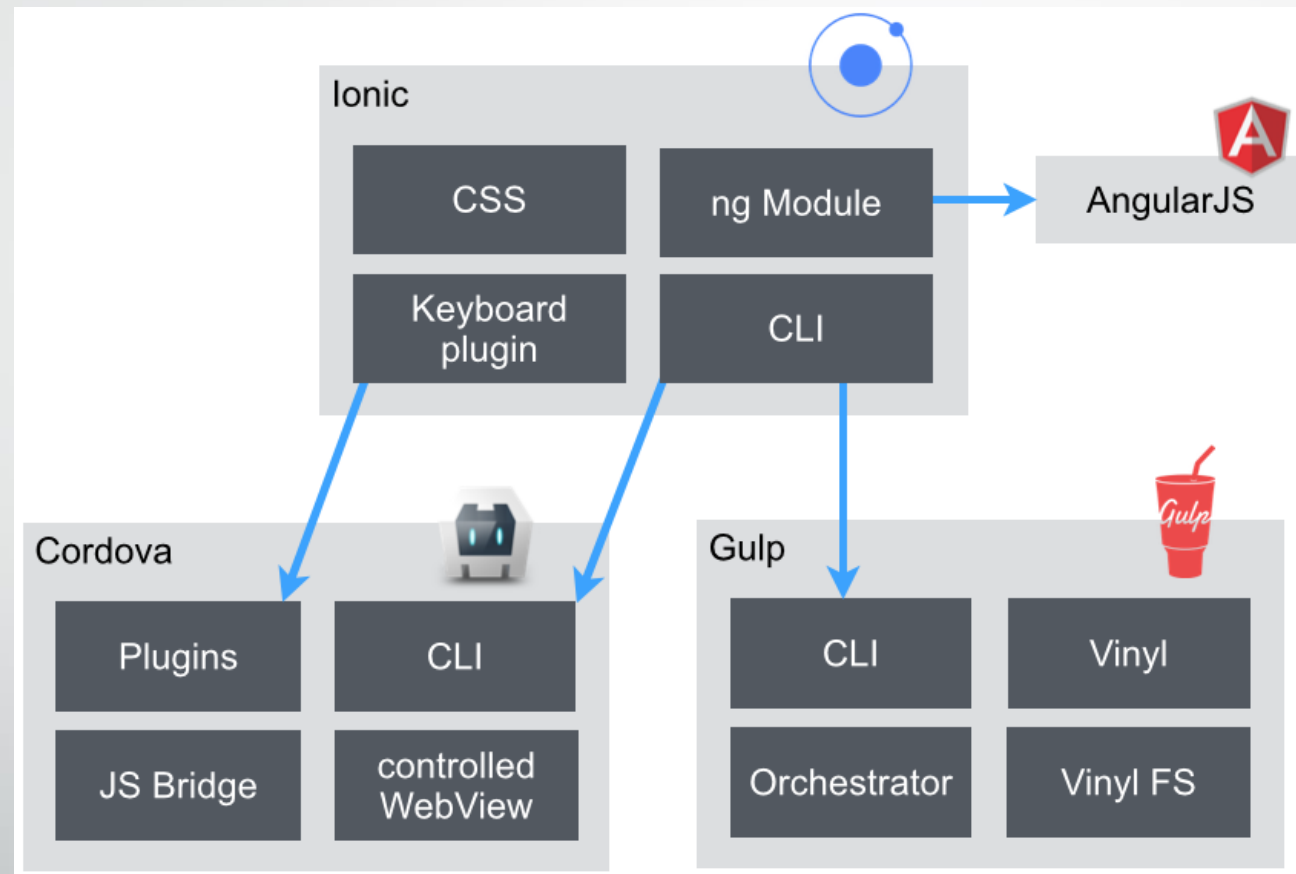 Ionic
CSS
ng Module
AngularJS
Keyboard
plugin
CLI
Cordova
Plugins
CLI
JS Bridge
controlled
WebView
Gulp
Gulp
CLI
Vinyl
Orchestrator
Vinyl FS